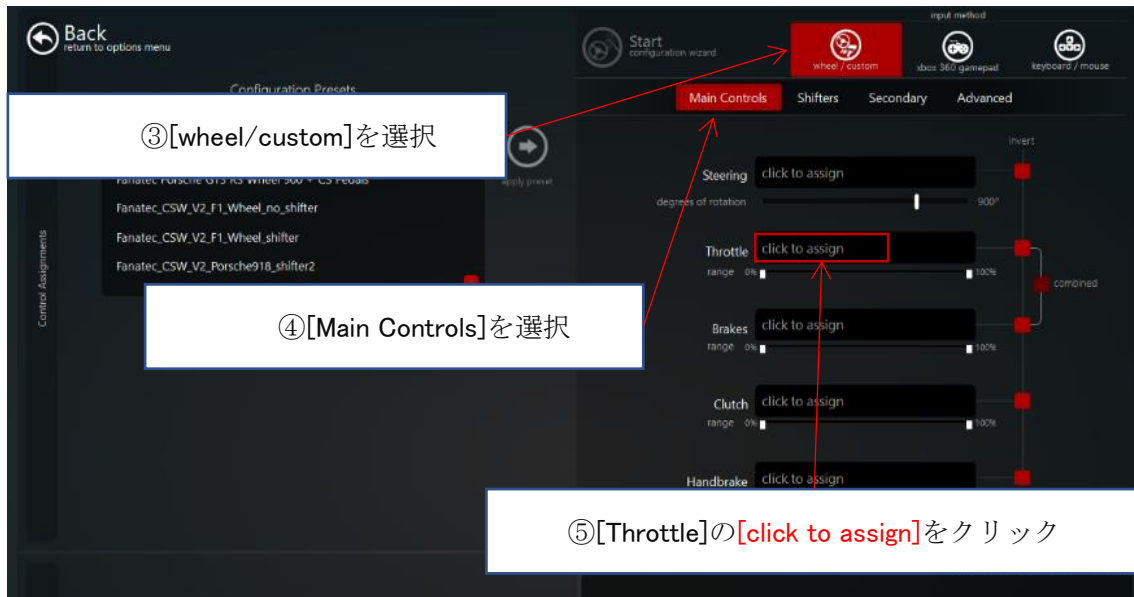 Back
return to options menu
Start
configuration wizard
input method
wheel / custom
xbox 360 gamepad
keyboard / mouse
Configuration Presets
③[wheel/custom]を選択
Main Controls
Shifters
Secondary
Advanced
Fanatec Porsche GT3 RS Wheel 900 + CS Pedals
Fanatec_CSW_V2_F1_Wheel_no_shifter
Fanatec_CSW_V2_F1_Wheel_shifter
Fanatec_CSW_V2_Porsche918_shifter2
Apply preset
Control Assignments
④[Main Controls]を選択
invert
Steering click to assign
degrees of rotation 900°
Throttle click to assign
range 0% 100%
combined
Brakes click to assign
range 0% 100%
Clutch click to assign
range 0% 100%
Handbrake click to assign
⑤[Throttle]の[click to assign]をクリック